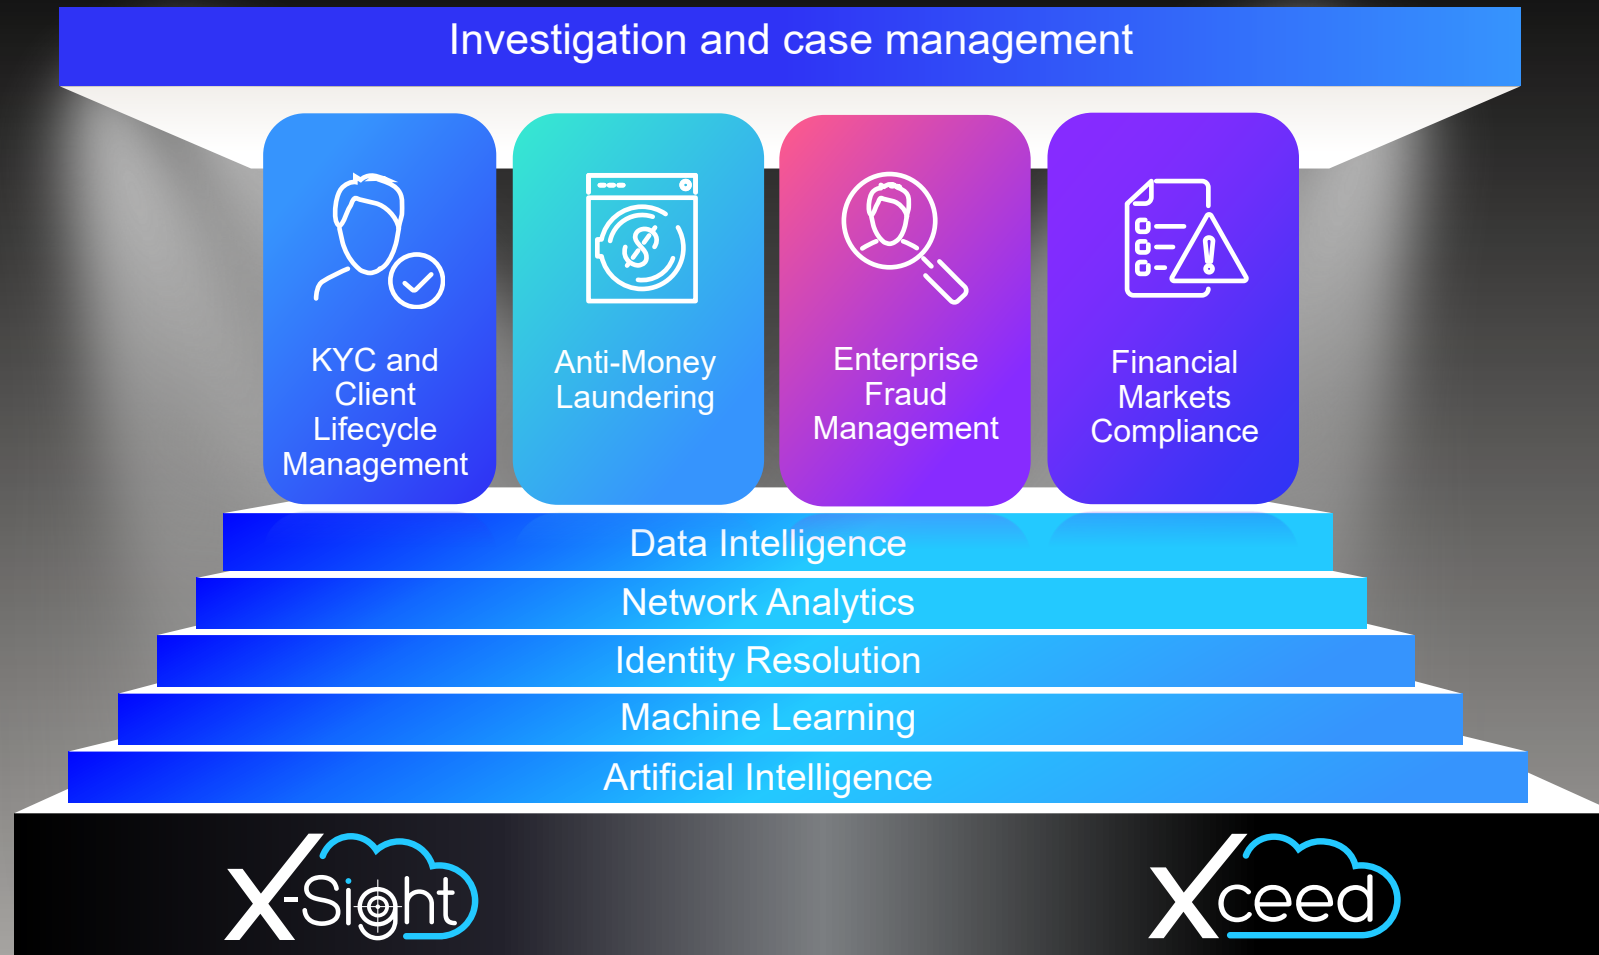 Investigation and case management
KYC and
Client
Lifecycle
Management
Anti-Money
Laundering
Enterprise
Fraud
Management
Financial
Markets
Compliance
Data Intelligence
Network Analytics
Identity Resolution
Machine Learning
Artificial Intelligence
X-Sight
Xceed